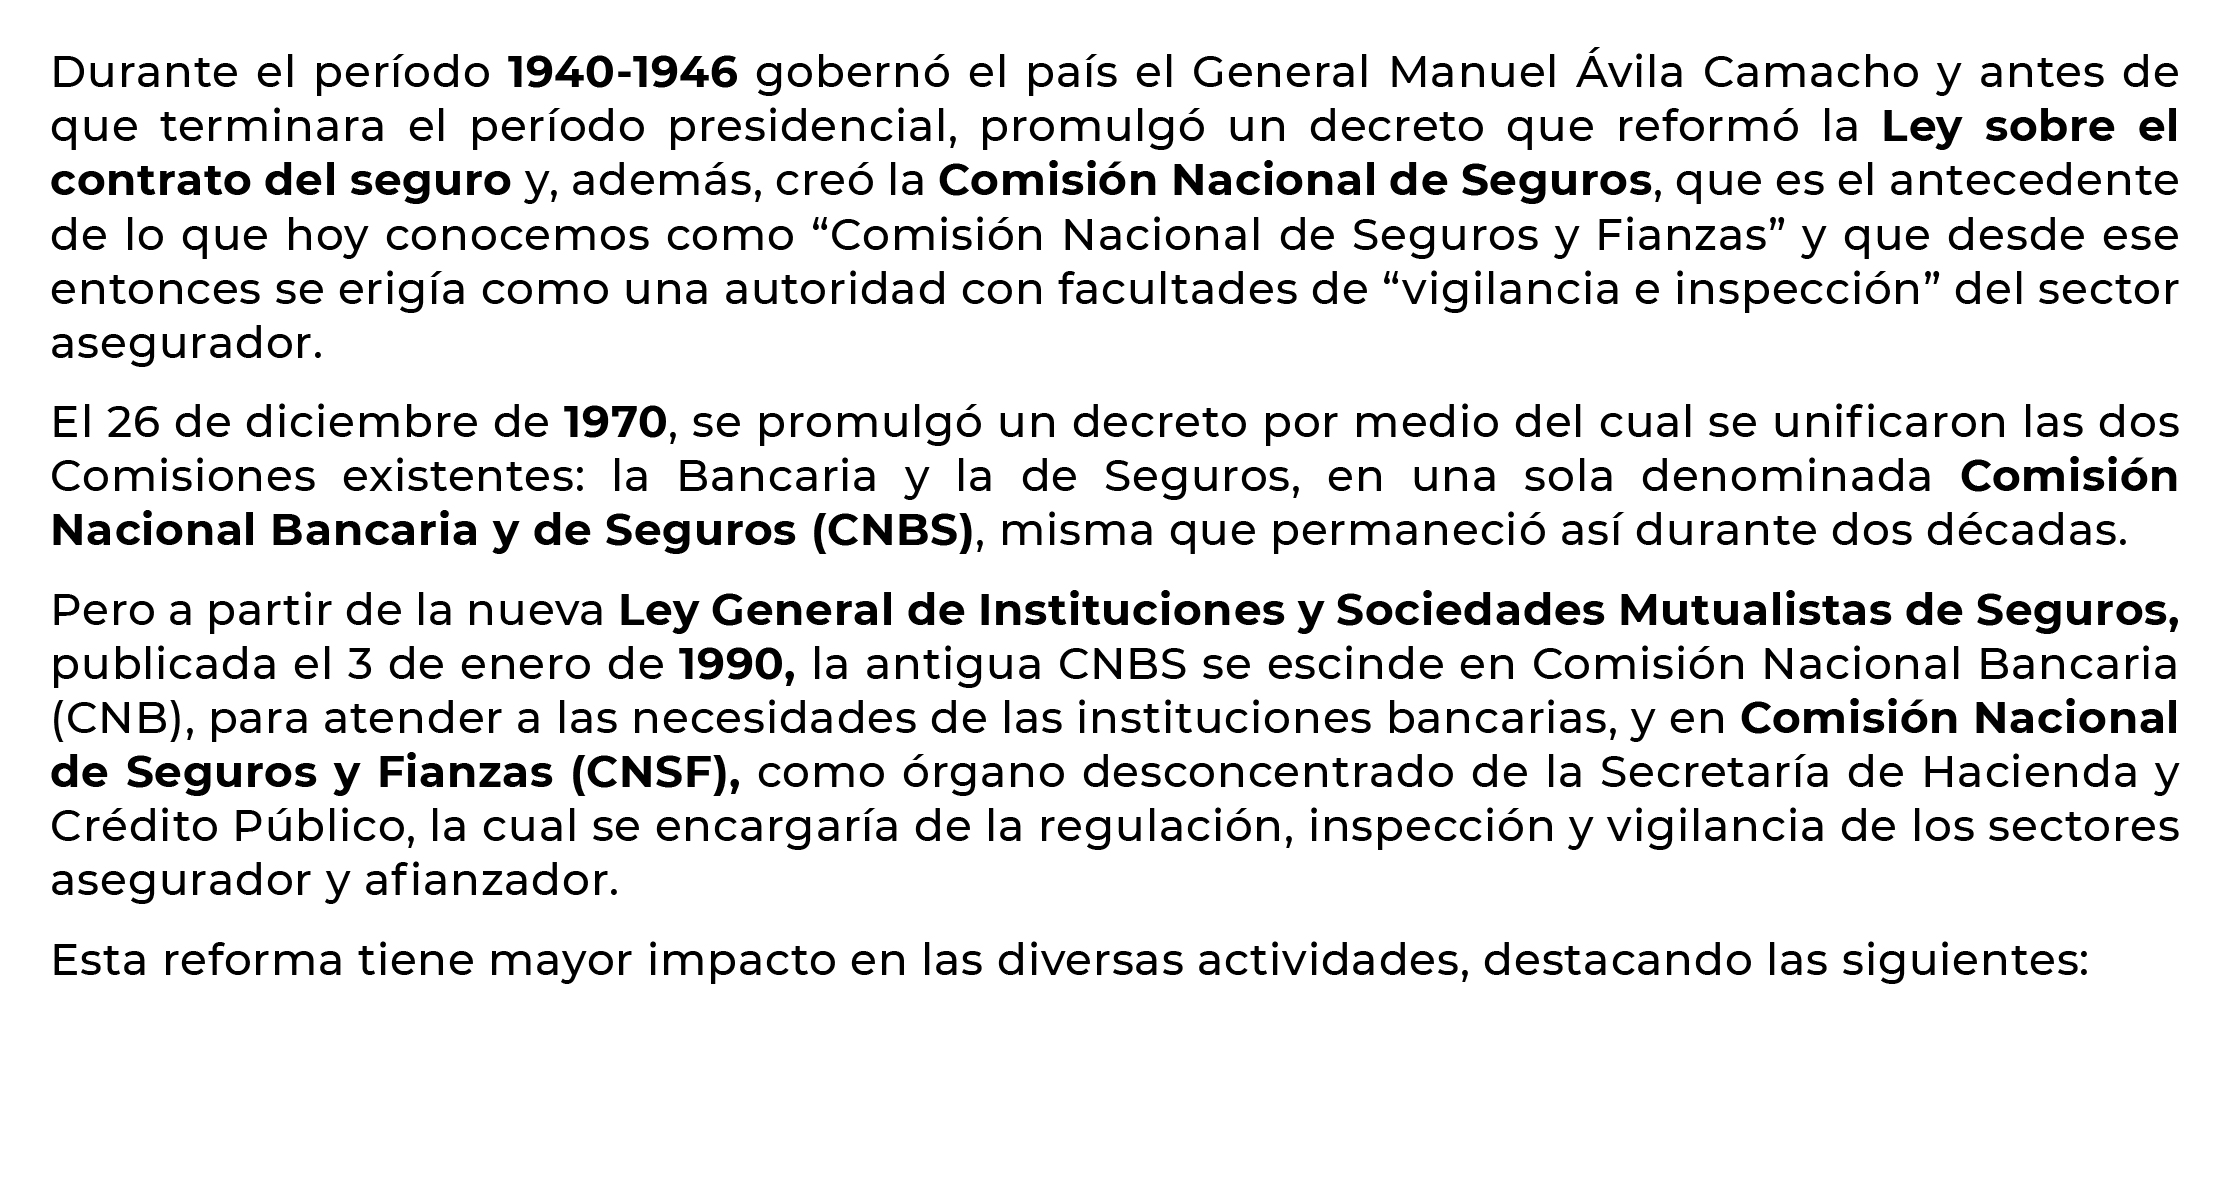 Durante el período 1940-1946 gobernó el país el General Manuel Ávila Camacho y antes de
que terminara el período presidencial, promulgó un decreto que reformó la Ley sobre el
contrato del seguro y, además, creó la Comisión Nacional de Seguros, que es el antecedente
de lo que hoy conocemos como “Comisión Nacional de Seguros y Fianzas” y que desde ese
entonces se erigía como una autoridad con facultades de “vigilancia e inspección” del sector
asegurador.
El 26 de diciembre de 1970, se promulgó un decreto por medio del cual se unificaron las dos
Comisiones existentes: la Bancaria y la de Seguros, en una sola denominada Comisión
Nacional Bancaria y de Seguros (CNBS), misma que permaneció así durante dos décadas.
Pero a partir de la nueva Ley General de Instituciones y Sociedades Mutualistas de Seguros,
publicada el 3 de enero de 1990, la antigua CNBS se escinde en Comisión Nacional Bancaria
(CNB), para atender a las necesidades de las instituciones bancarias, y en Comisión Nacional
de Seguros y Fianzas (CNSF), como órgano desconcentrado de la Secretaría de Hacienda y
Crédito Público, la cual se encargaría de la regulación, inspección y vigilancia de los sectores
asegurador y afianzador.
Esta reforma tiene mayor impacto en las diversas actividades, destacando las siguientes: